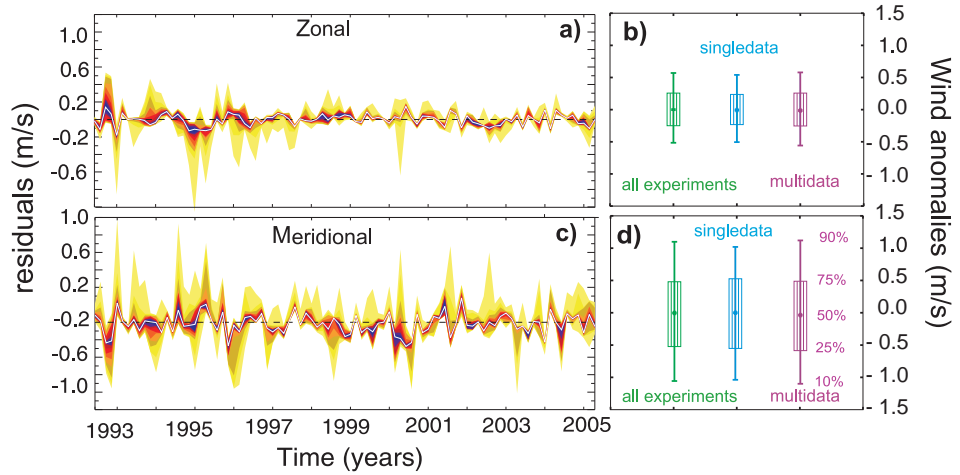 Zonal
a)
1.0
0.6
0.2
-0.2
-0.6
b)
singledata
all experiments
multidata
1.5
1.0
0.5
0.0
-0.5
1.0
residuals (m/s)
Wind anomalies (m/s)
Meridional
c)
1.0
0.6
0.2
-0.2
-0.6
-1.0
d)
singledata
90%
75%
50%
25%
10%
all experiments
multidata
-1.5
1.0
0.5
0.0
-0.5
-1.0
-1.5
1993
1995
1997
1999
2001
2003
2005
Time (years)